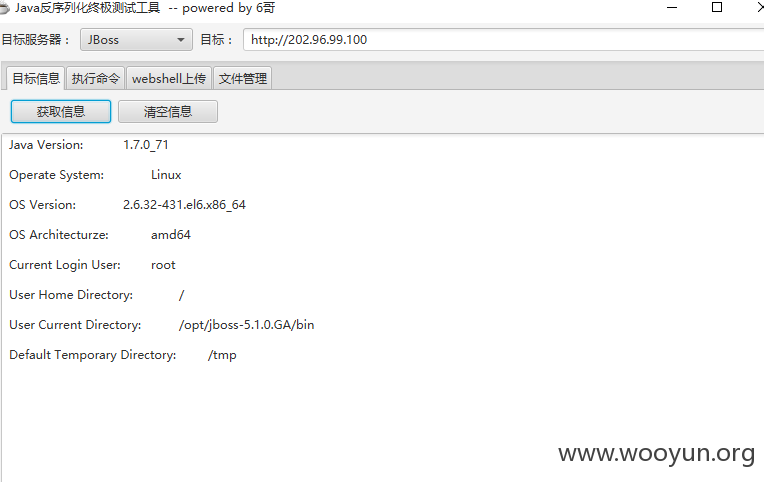 Java反序列化终极测试工具 -- powered by 6哥
目标服务器： JBoss 目标： http://202.96.99.100
目标信息 执行命令 webshell上传 文件管理
获取信息 清空信息
Java Version: 1.7.0_71
Operate System: Linux
OS Version: 2.6.32-431.el6.x86_64
OS Architecturze: amd64
Current Login User: root
User Home Directory: /
User Current Directory: /opt/jboss-5.1.0.GA/bin
Default Temporary Directory: /tmp
www.wooyun.org